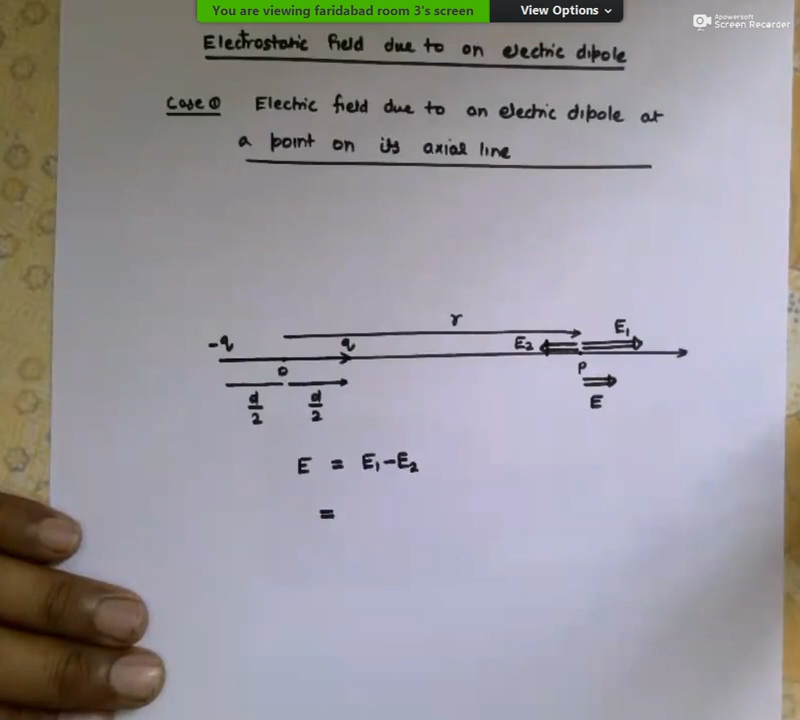 You are viewing faridabad room 3's screen
View Options
Apowersoft
Screen Recorder
Electrostatic field due to an electric dipole
Case ① Electric field due to an electric dipole at
a point on its axial line
r
-q
q
E2
E1
O
P
d/2
d/2
E
E = E1-E2
=